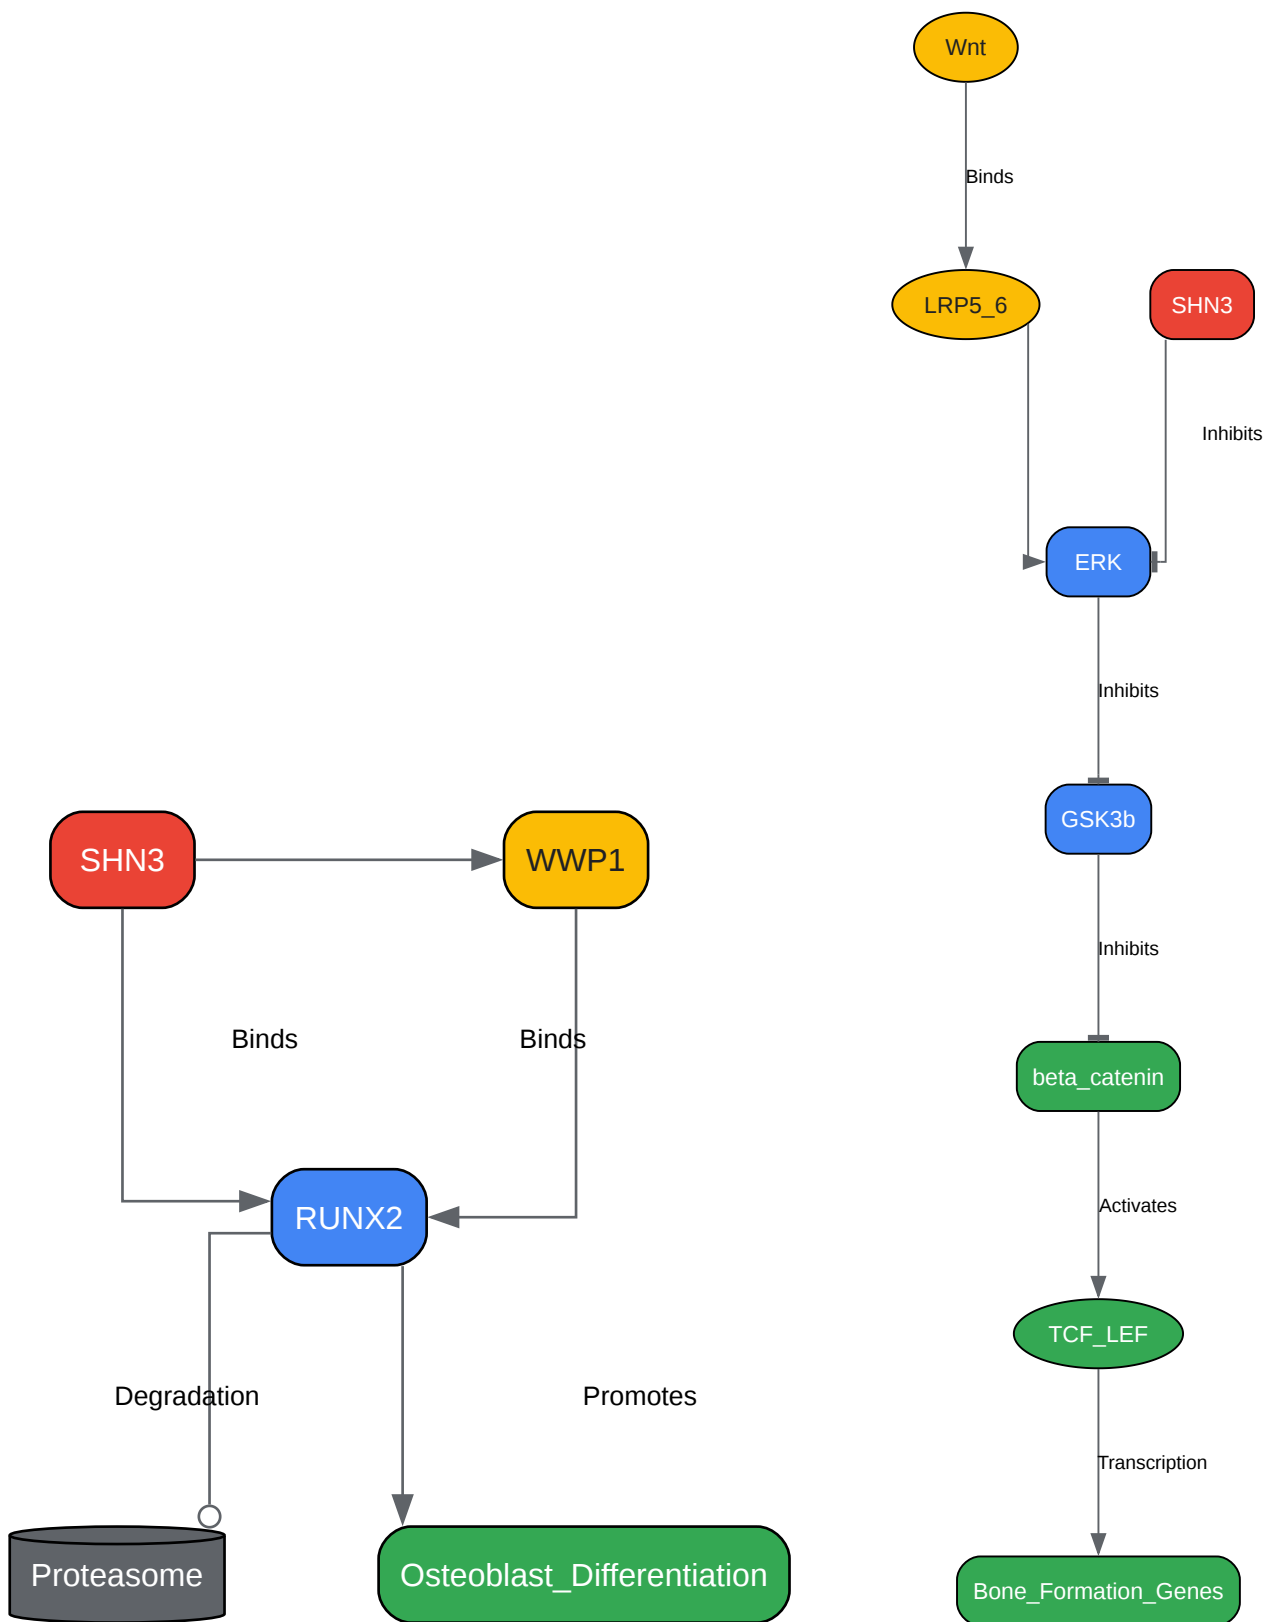 Wnt
Binds
LRP5_6
SHN3
Inhibits
ERK
Inhibits
GSK3b
Inhibits
beta_catenin
Activates
TCF_LEF
Transcription
Bone_Formation_Genes
SHN3
WWP1
Binds
Binds
RUNX2
Degradation
Promotes
Proteasome
Osteoblast_Differentiation